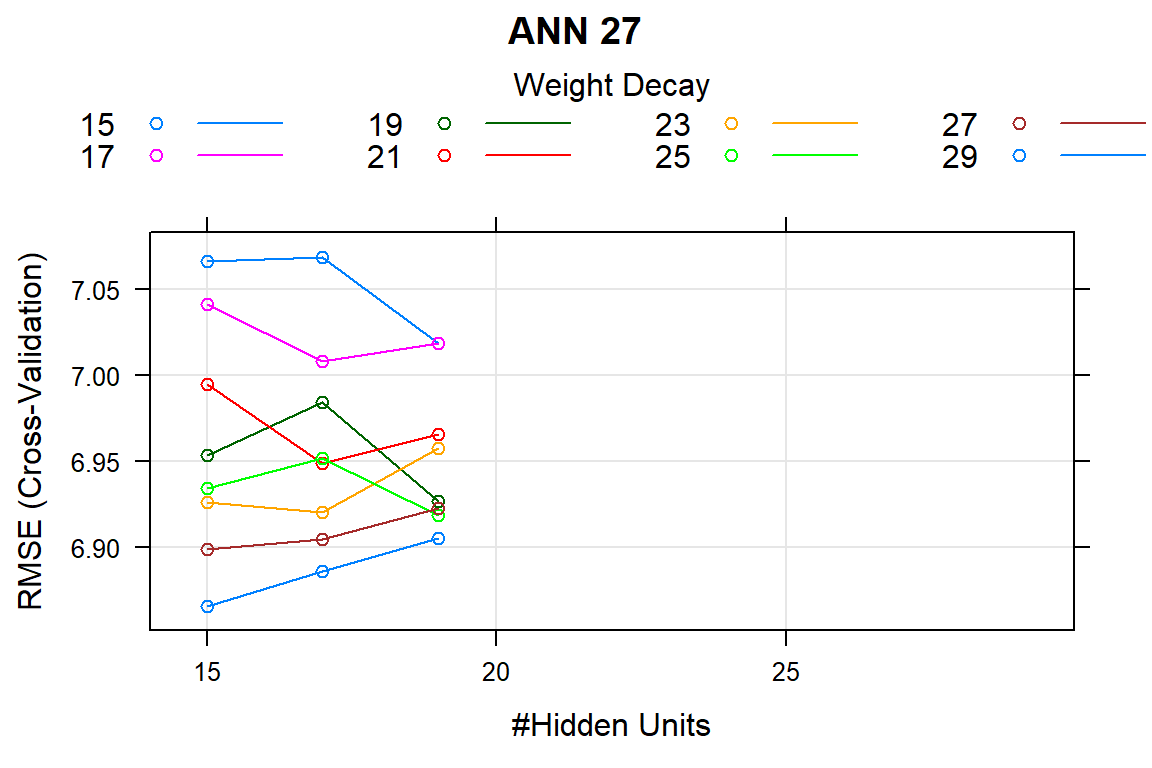 ANN 27
Weight Decay
15 19 23 27
17 21 25 29
RMSE (Cross-Validation)
7.05
7.00
6.95
6.90
15 20 25
#Hidden Units